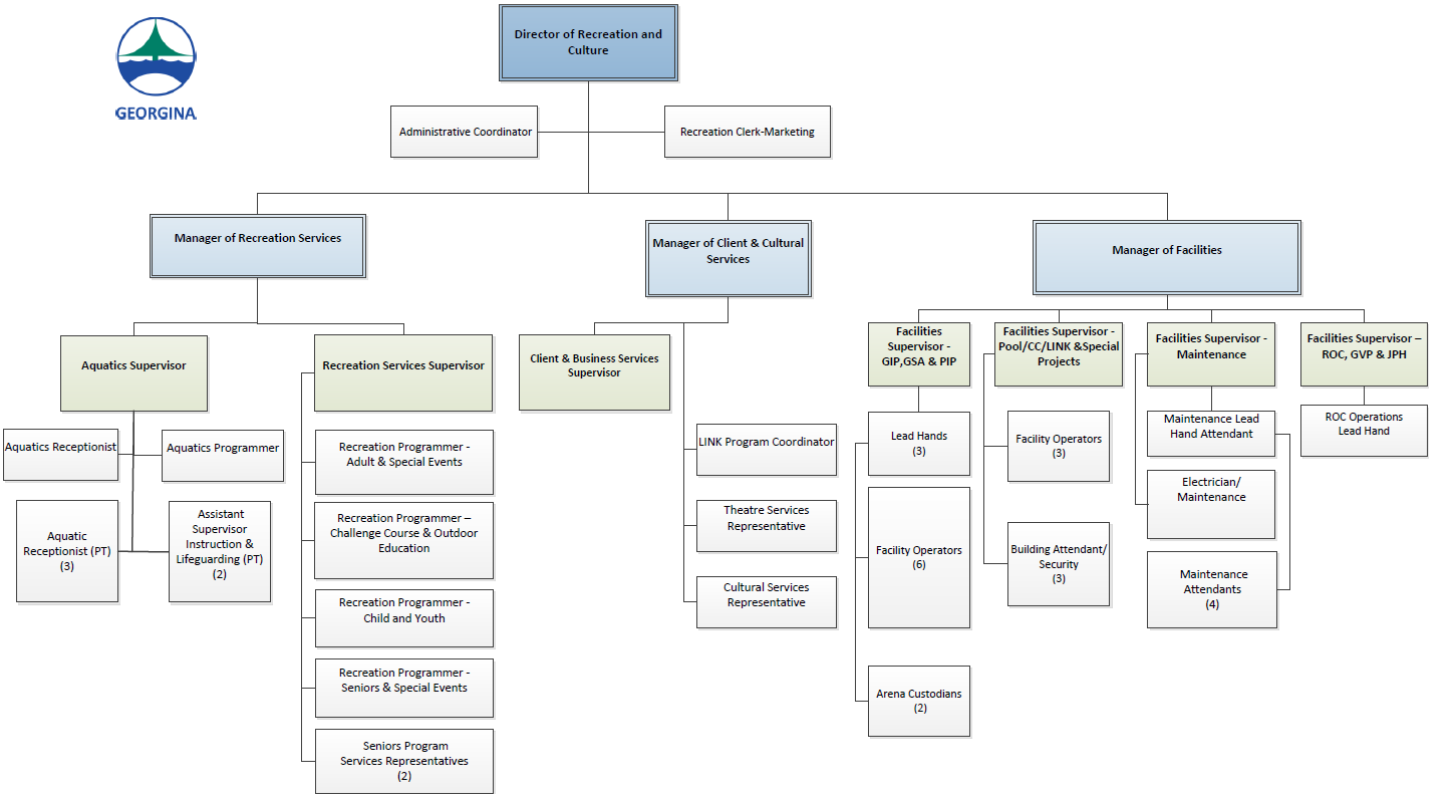 Director of Recreation and
Culture
GEORGINA
Administrative Coordinator
Recreation Clerk-Marketing
Manager of Recreation Services
Manager of Client & Cultural
Services
Manager of Facilities
Aquatics Supervisor
Recreation Services Supervisor
Client & Business Services
Supervisor
Facilities
Supervisor -
GIP,GSA & PIP
Facilities Supervisor -
Pool/CC/LINK &Special
Projects
Facilities Supervisor -
Maintenance
Facilities Supervisor –
ROC, GVP & JPH
Aquatics Receptionist
Aquatics Programmer
Aquatic
Receptionist (PT)
(3)
Assistant
Supervisor
Instruction &
Lifeguarding (PT)
(2)
Recreation Programmer -
Adult & Special Events
Recreation Programmer –
Challenge Course & Outdoor
Education
Recreation Programmer -
Child and Youth
Recreation Programmer -
Seniors & Special Events
Seniors Program
Services Representatives
(2)
LINK Program Coordinator
Theatre Services
Representative
Cultural Services
Representative
Lead Hands
(3)
Facility Operators
(6)
Arena Custodians
(2)
Facility Operators
(3)
Building Attendant/
Security
(3)
Maintenance Lead
Hand Attendant
Electrician/
Maintenance
Maintenance
Attendants
(4)
ROC Operations
Lead Hand